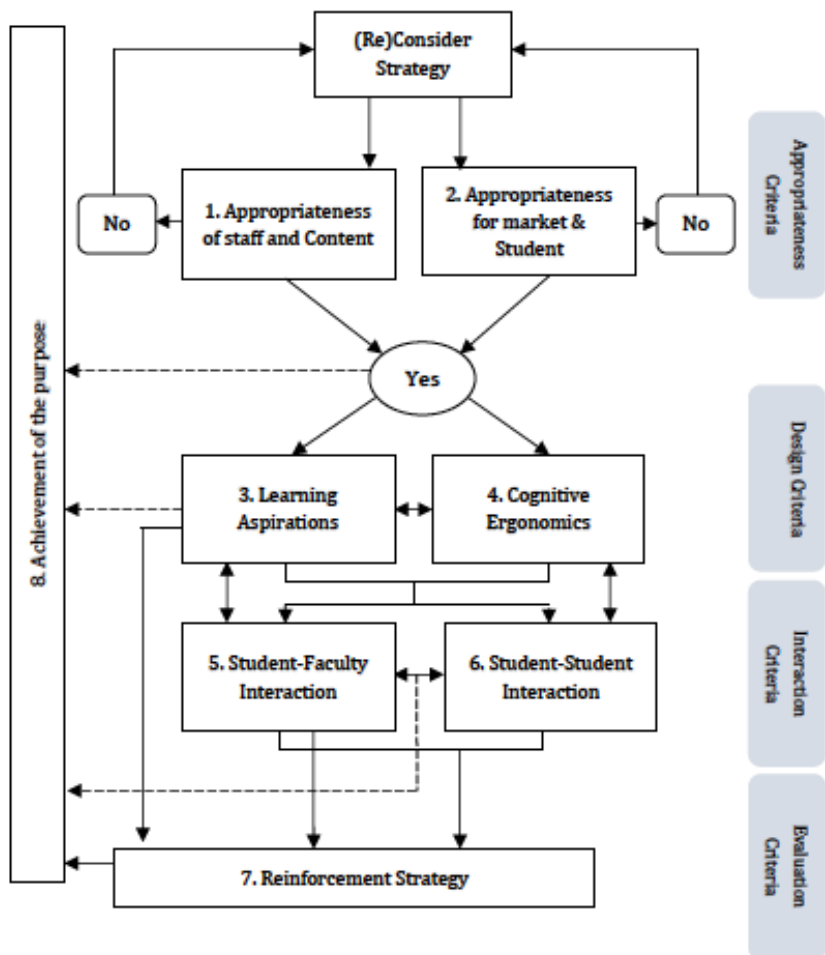 (Re)Consider
Strategy
1. Appropriateness
of staff and Content
2. Appropriateness
for market &
Student
No
No
Yes
3. Learning
Aspirations
4. Cognitive
Ergonomics
5. Student-Faculty
Interaction
6. Student-Student
Interaction
7. Reinforcement Strategy
8. Achievement of the purpose
Appropriateness
Criteria
Design Criteria
Interaction
Criteria
Evaluation
Criteria